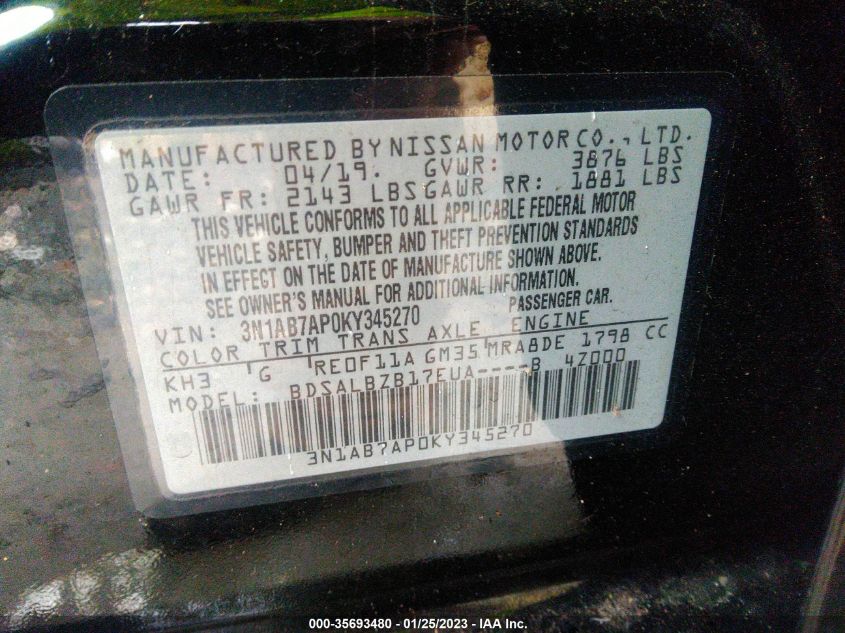 MANUFACTURED BY NISSAN MOTOR CO., LTD.
DATE: 04/19. GVWR: 3876 LBS
GAWR FR: 2143 LBS GAWR RR: 1881 LBS
THIS VEHICLE CONFORMS TO ALL APPLICABLE FEDERAL MOTOR
VEHICLE SAFETY, BUMPER AND THEFT PREVENTION STANDARDS
IN EFFECT ON THE DATE OF MANUFACTURE SHOWN ABOVE.
SEE OWNER'S MANUAL FOR ADDITIONAL INFORMATION.
VIN: 3N1AB7AP0KY345270 PASSENGER CAR.
COLOR TRIM TRANS AXLE ENGINE
KH3 G RE0F11A GM35 MRA8DE 1798 CC
MODEL: BDSALBZB17EUA----B 4Z000
3N1AB7AP0KY345270
000-35693480 - 01/25/2023 - IAA Inc.